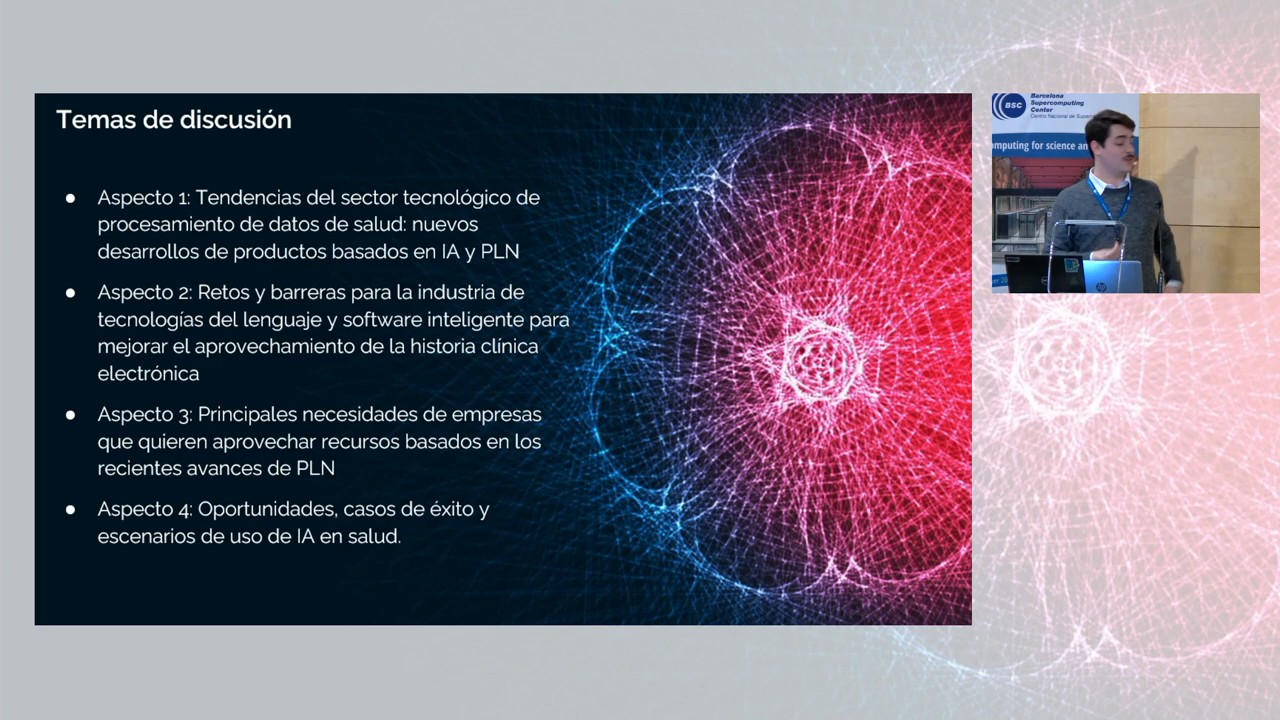 Temas de discusión
● Aspecto 1: Tendencias del sector tecnológico de
procesamiento de datos de salud: nuevos
desarrollos de productos basados en IA y PLN
● Aspecto 2: Retos y barreras para la industria de
tecnologías del lenguaje y software inteligente para
mejorar el aprovechamiento de la historia clínica
electrónica
● Aspecto 3: Principales necesidades de empresas
que quieren aprovechar recursos basados en los
recientes avances de PLN
● Aspecto 4: Oportunidades, casos de éxito y
escenarios de uso de IA en salud.
BSC
Barcelona
Supercomputing
Center
Centro Nacional de
for science
hp